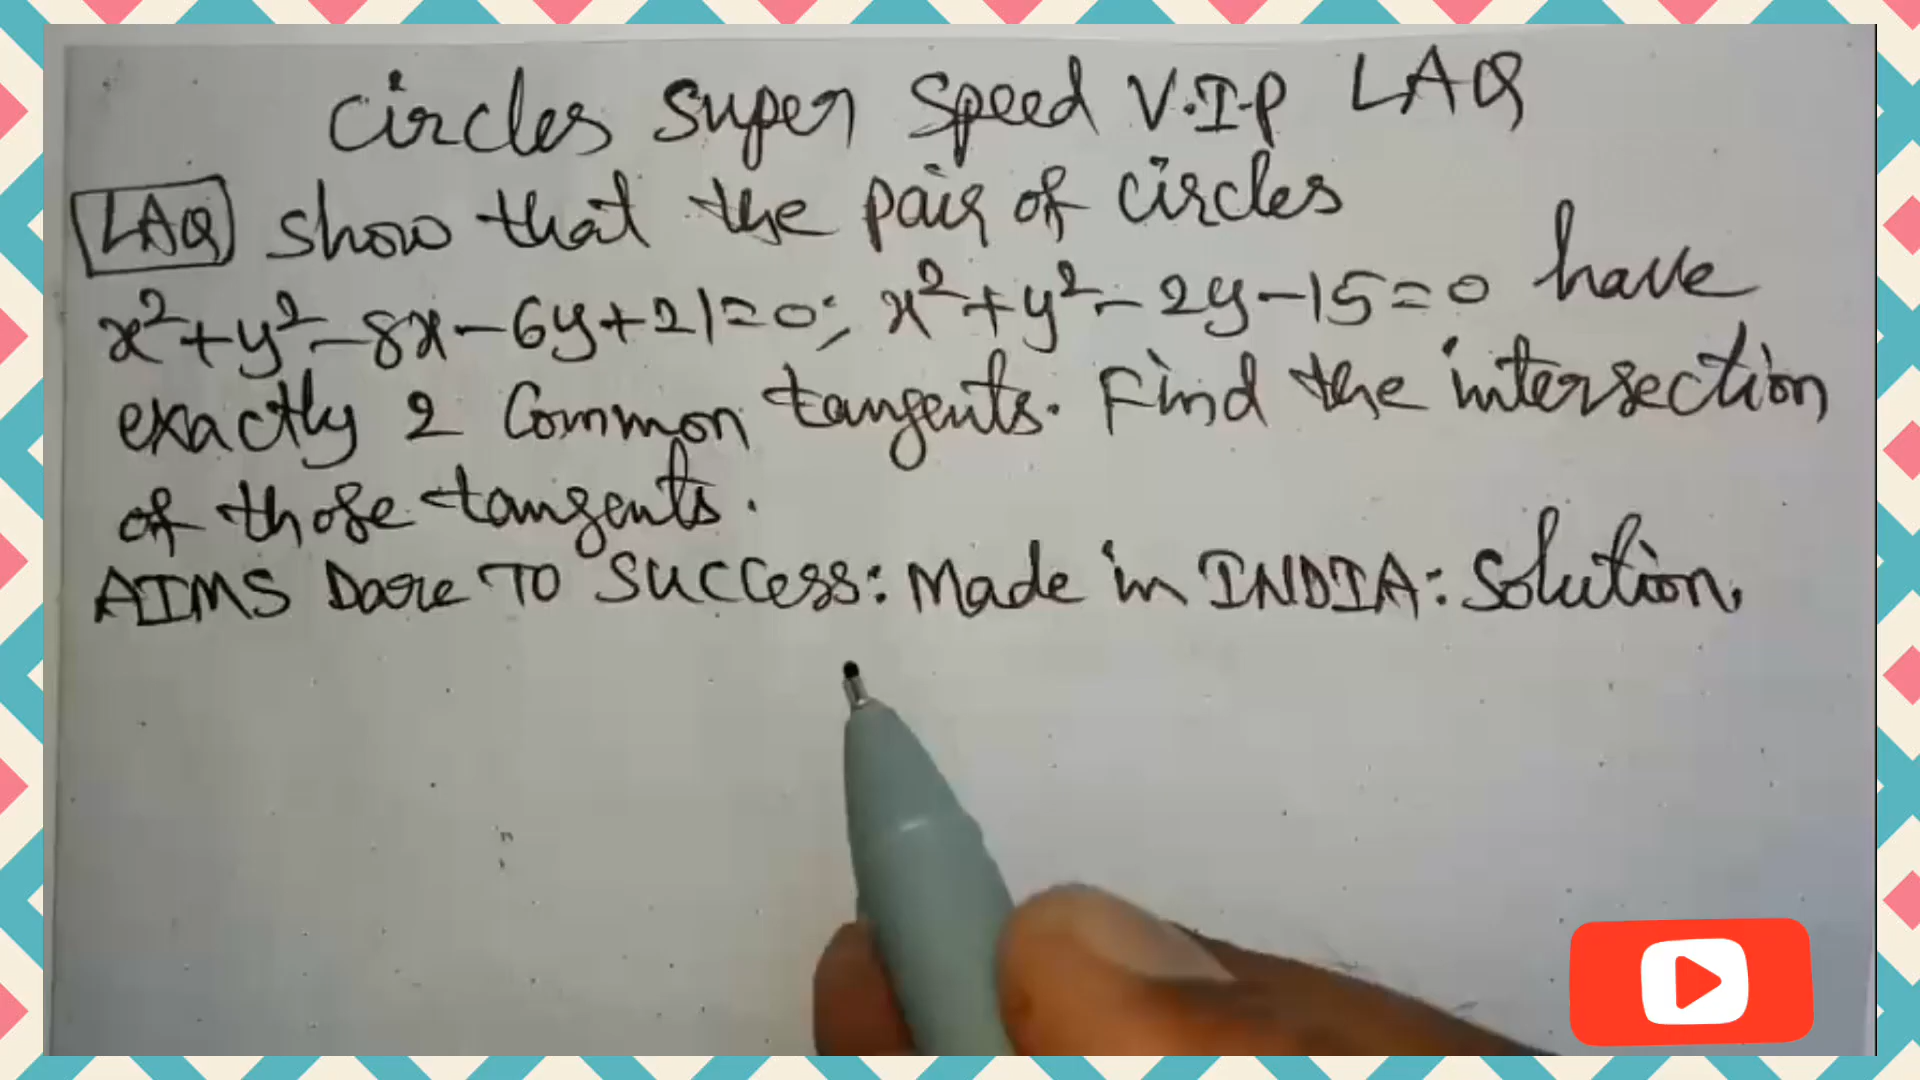 Circles Super Speed V.I.P LAQ
LAQ Show that the pair of circles
x²+y²-8x-6y+21=0; x²+y²-2y-15=0 have
exactly 2 Common tangents. Find the intersection
of those tangents.
AIMS Dare TO SUCCess: Made in INDIA: Solution.